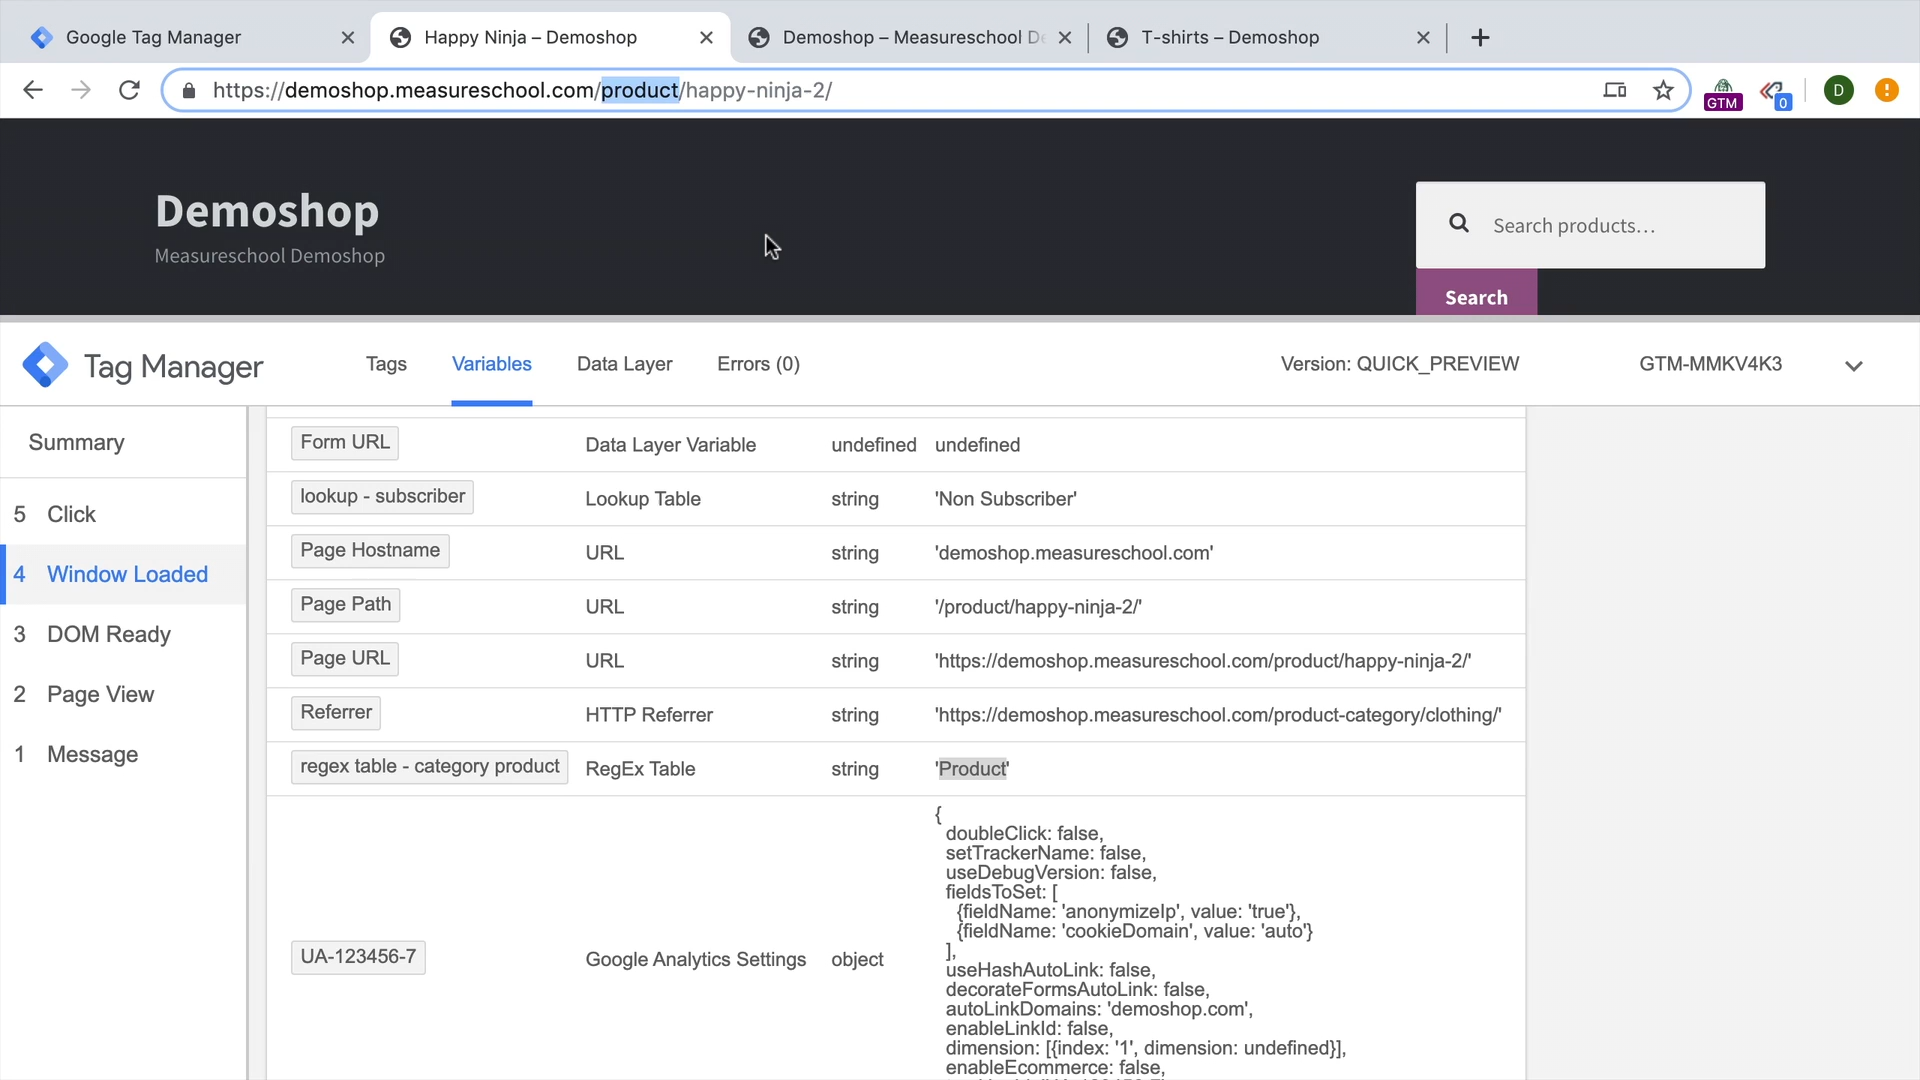 Google Tag Manager
Happy Ninja – Demoshop
Demoshop – Measureschool D
T-shirts – Demoshop
https://demoshop.measureschool.com/product/happy-ninja-2/
GTM
0
D
Demoshop
Measureschool Demoshop
Search products…
Search
Tag Manager
Tags
Variables
Data Layer
Errors (0)
Version: QUICK_PREVIEW
GTM-MMKV4K3
Summary
5 Click
4 Window Loaded
3 DOM Ready
2 Page View
1 Message
Form URL Data Layer Variable undefined undefined
lookup - subscriber Lookup Table string 'Non Subscriber'
Page Hostname URL string 'demoshop.measureschool.com'
Page Path URL string '/product/happy-ninja-2/'
Page URL URL string 'https://demoshop.measureschool.com/product/happy-ninja-2/'
Referrer HTTP Referrer string 'https://demoshop.measureschool.com/product-category/clothing/'
regex table - category product RegEx Table string 'Product'
UA-123456-7 Google Analytics Settings object
{
doubleClick: false,
setTrackerName: false,
useDebugVersion: false,
fieldsToSet: [
{fieldName: 'anonymizeIp', value: 'true'},
{fieldName: 'cookieDomain', value: 'auto'}
],
useHashAutoLink: false,
decorateFormsAutoLink: false,
autoLinkDomains: 'demoshop.com',
enableLinkId: false,
dimension: [{index: '1', dimension: undefined}],
enableEcommerce: false,